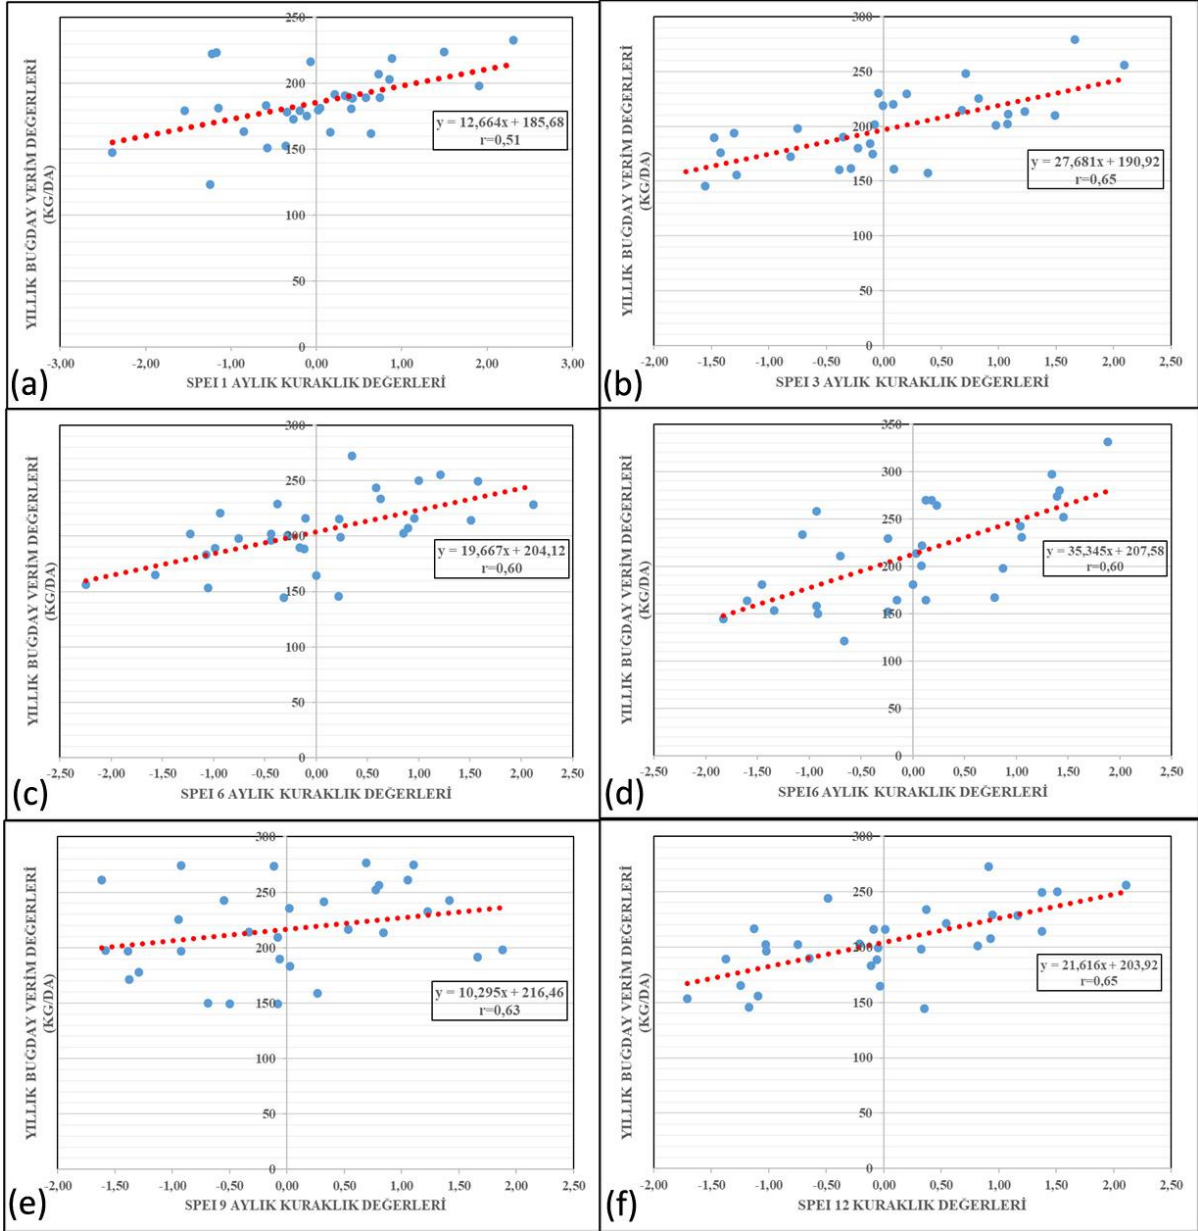 250
200
150
100
50
0
-3,00 -2,00 -1,00 0,00 1,00 2,00 3,00
YILLIK BUĞDAY VERİM DEĞERLERİ
(KG/DA)
y = 12,664x + 185,68
r=0,51
SPEI 1 AYLIK KURAKLIK DEĞERLERİ
(a)
300
250
200
150
100
50
0
-2,00 -1,50 -1,00 -0,50 0,00 0,50 1,00 1,50 2,00 2,50
YILLIK BUĞDAY VERİM DEĞERLERİ
(KG/DA)
y = 27,681x + 190,92
r=0,65
SPEI 3 AYLIK KURAKLIK DEĞERLERİ
(b)
300
250
200
150
100
50
0
-2,50 -2,00 -1,50 -1,00 -0,50 0,00 0,50 1,00 1,50 2,00 2,50
YILLIK BUĞDAY VERİM DEĞERLERİ
(KG/DA)
y = 19,667x + 204,12
r=0,60
SPEI 6 AYLIK KURAKLIK DEĞERLERİ
(c)
350
300
250
200
150
100
50
0
-2,50 -2,00 -1,50 -1,00 -0,50 0,00 0,50 1,00 1,50 2,00 2,50
YILLIK BUĞDAY VERİM DEĞERLERİ
(KG/DA)
y = 35,345x + 207,58
r=0,60
SPEI6 AYLIK KURAKLIK DEĞERLERİ
(d)
300
250
200
150
100
50
0
-2,00 -1,50 -1,00 -0,50 0,00 0,50 1,00 1,50 2,00 2,50
YILLIK BUĞDAY VERİM DEĞERLERİ
(KG/DA)
y = 10,295x + 216,46
r=0,63
SPEI 9 AYLIK KURAKLIK DEĞERLERİ
(e)
300
250
200
150
100
50
0
-2,00 -1,50 -1,00 -0,50 0,00 0,50 1,00 1,50 2,00 2,50
YILLIK BUĞDAY VERİM DEĞERLERİ
(KG/DA)
y = 21,616x + 203,92
r=0,65
SPEI 12 KURAKLIK DEĞERLERİ
(f)